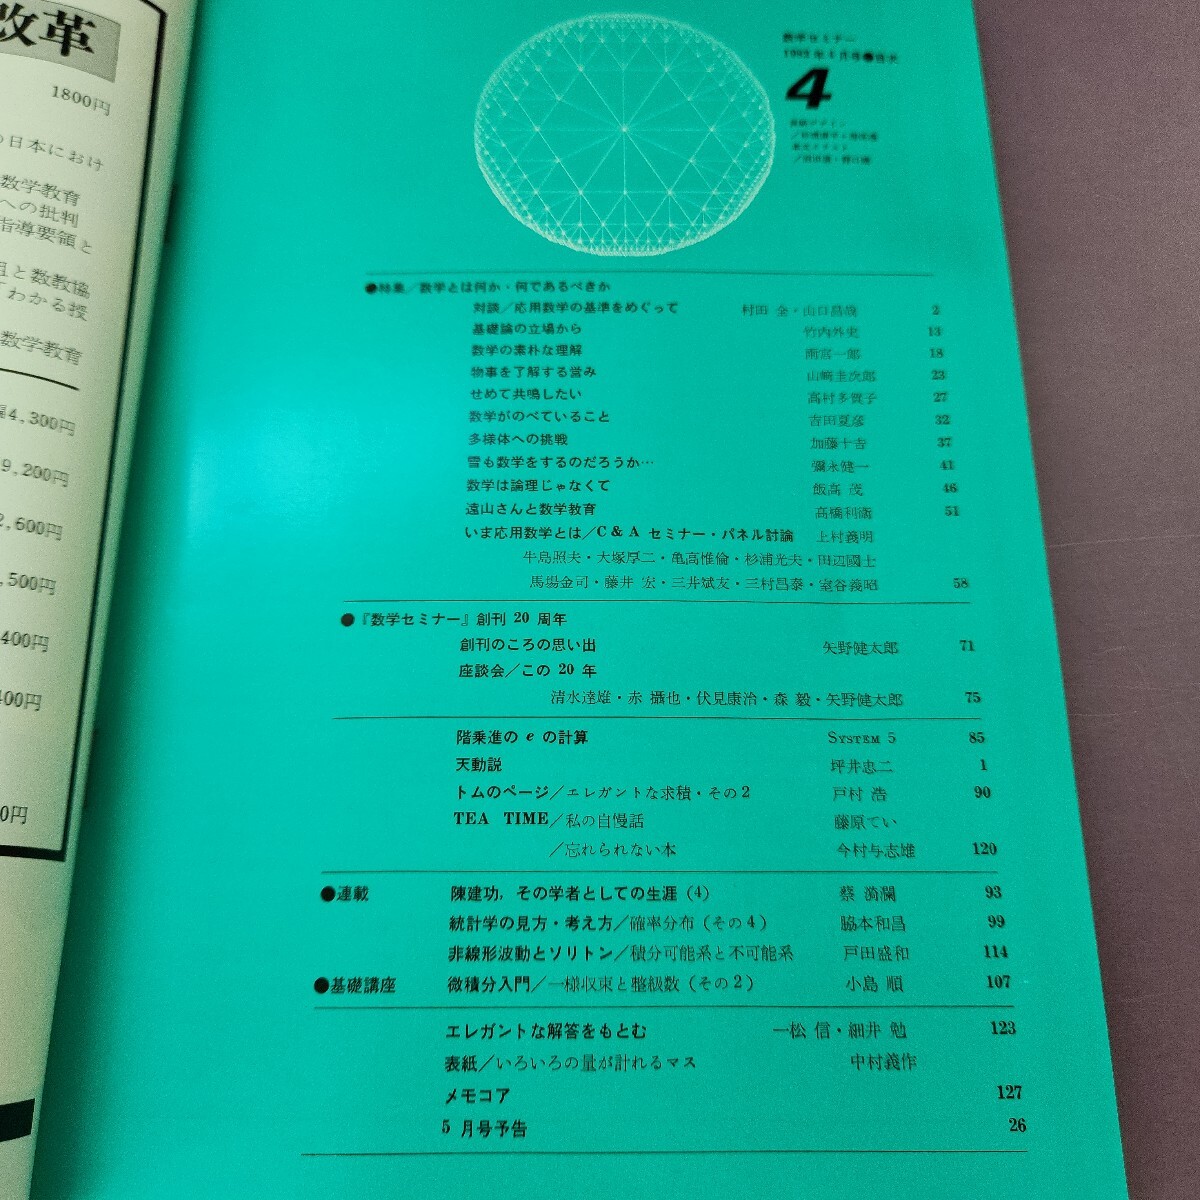 改革
1800円
の日本におけ
数学教育
への批判
指導要領と
組と数教協
わかる授
数学教育
4,300円
9,200円
2,600円
,500円
400円
400円
0円
数学セミナー
4
●特集／数学とは何か・何であるべきか
対談／応用数学の基準をめぐって 村田 全・山口昌哉 2
基礎論の立場から 竹内外史 13
数学の素朴な理解 雨宮一郎 18
物事を了解する営み 山崎圭次郎 23
せめて共鳴したい 高村多賀子 27
数学がのべていること 吉田夏彦 32
多様体への挑戦 加藤十吉 37
雪も数学をするのだろうか… 彌永健一 41
数学は論理じゃなくて 飯高 茂 46
遠山さんと数学教育 高橋利衛 51
いま応用数学とは／C & A セミナー・パネル討論 上村義明
牛島照夫・大塚厚二・亀高惟倫・杉浦光夫・田辺國士
馬場金司・藤井 宏・三井斌友・三村昌泰・室谷義昭 58
●『数学セミナー』創刊 20 周年
創刊のころの思い出 矢野健太郎 71
座談会／この 20 年
清水達雄・赤 攝也・伏見康治・森 毅・矢野健太郎 75
階乗進の e の計算 SYSTEM 5 85
天動説 坪井忠二 1
トムのページ／エレガントな求積・その2 戸村 浩 90
TEA TIME／私の自慢話 藤原てい
／忘れられない本 今村与志雄 120
●連載 陳建功，その学者としての生涯（4） 蔡 漪瀾 93
統計学の見方・考え方／確率分布（その4） 脇本和昌 99
非線形波動とソリトン／積分可能系と不可能系 戸田盛和 114
●基礎講座 微積分入門／一様収束と整級数（その2） 小島 順 107
エレガントな解答をもとむ 一松 信・細井 勉 123
表紙／いろいろの量が計れるマス 中村義作
メモコア 127
5 月号予告 26